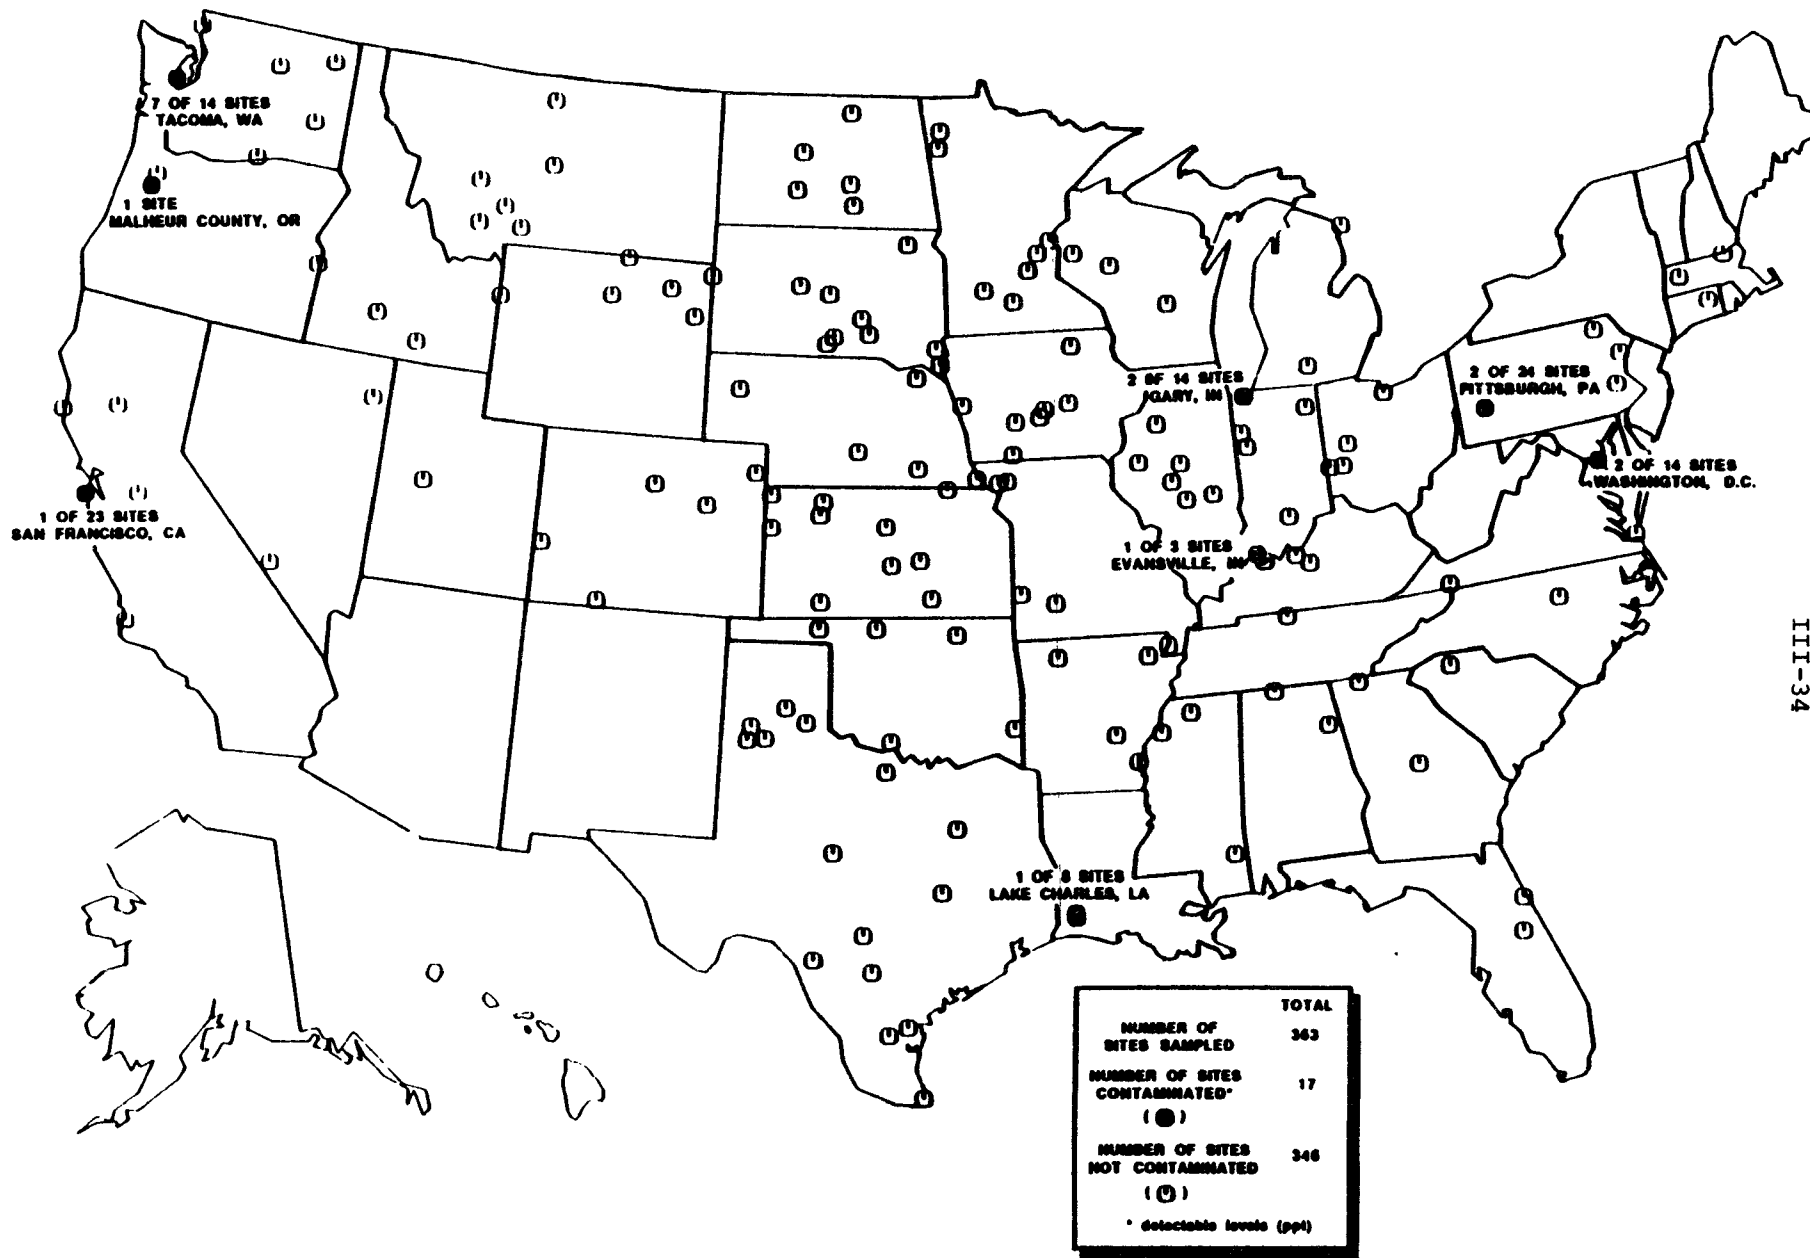 7 OF 14 SITES
TACOMA, WA
1 SITE
MALHEUR COUNTY, OR
1 OF 23 SITES
SAN FRANCISCO, CA
2 OF 14 SITES
GARY, IN
2 OF 24 SITES
PITTSBURGH, PA
2 OF 14 SITES
WASHINGTON, D.C.
1 OF 3 SITES
EVANSVILLE, IN
1 OF 8 SITES
LAKE CHARLES, LA
III-34
TOTAL
NUMBER OF
SITES SAMPLED 363
NUMBER OF SITES
CONTAMINATED* 17
NUMBER OF SITES
NOT CONTAMINATED 346
* detectable levels (ppt)